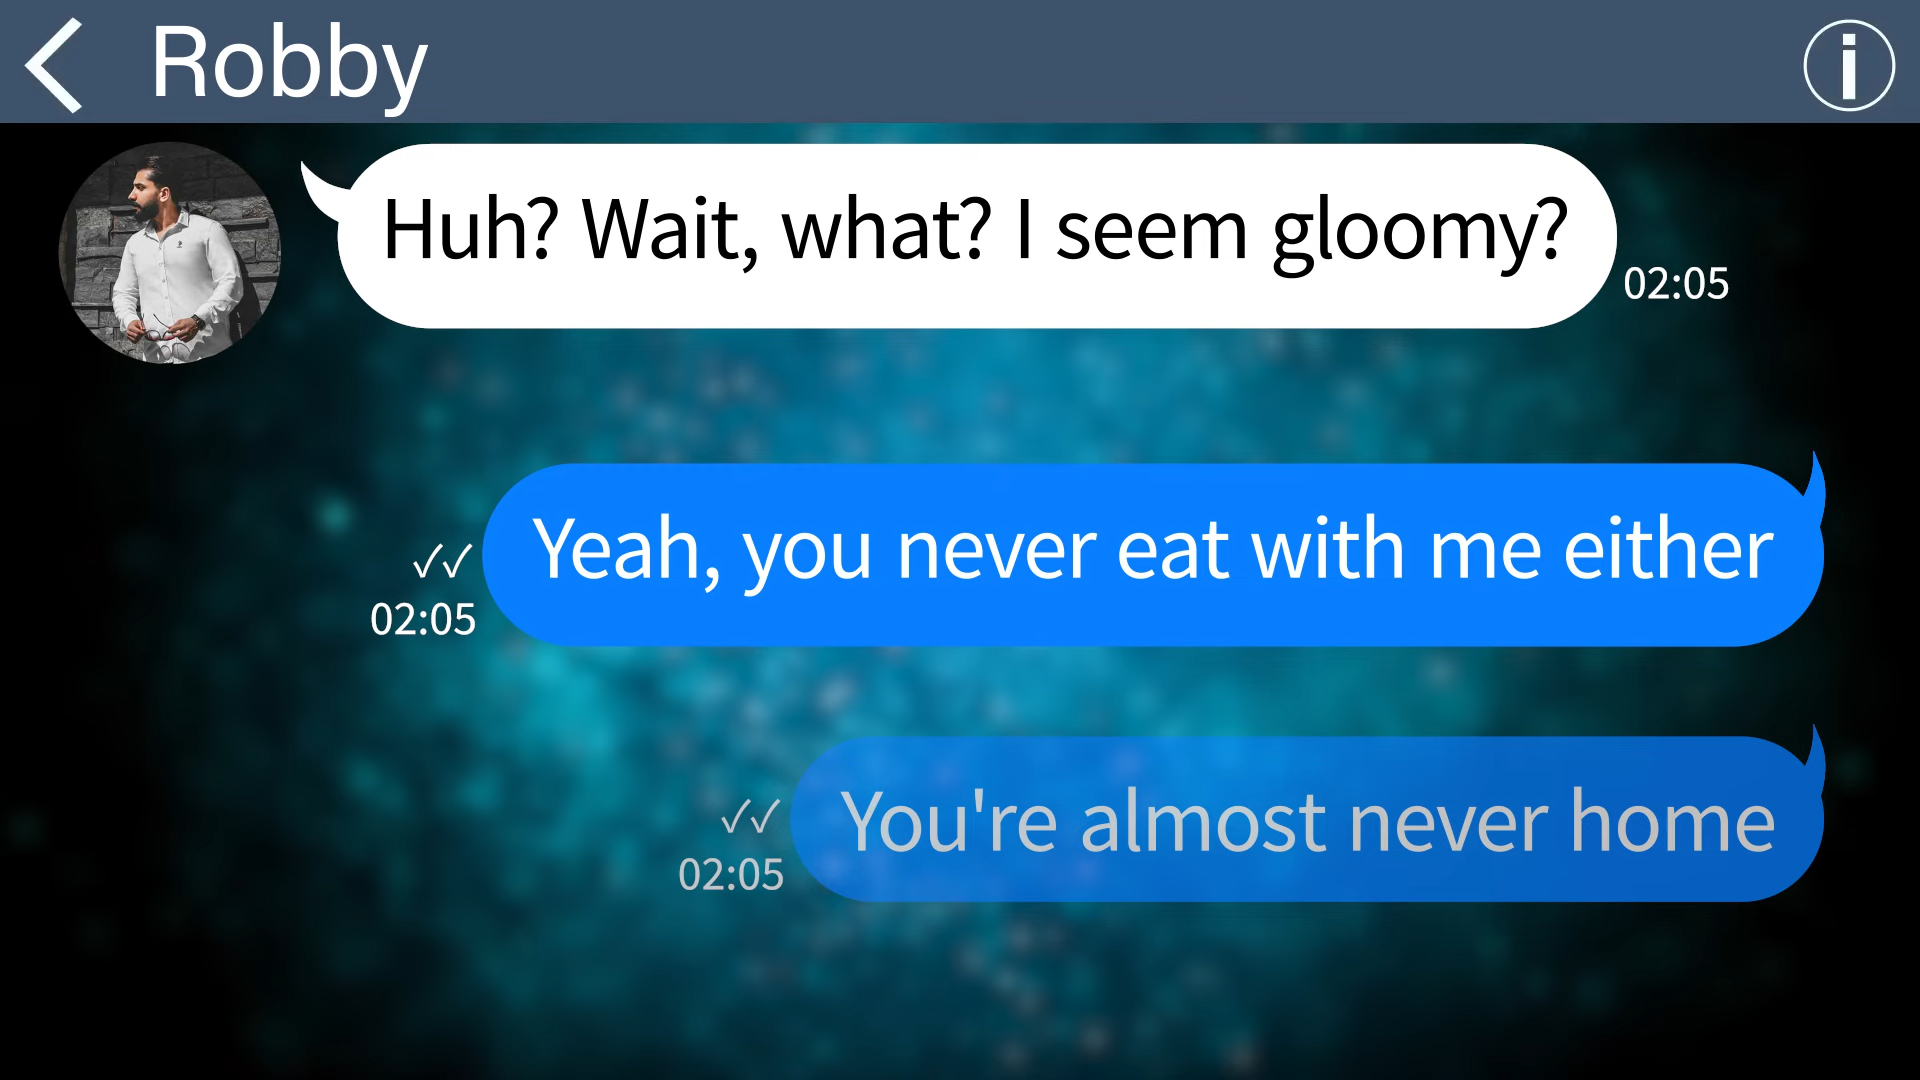 Robby
Huh? Wait, what? I seem gloomy?
02:05
Yeah, you never eat with me either
✓✓
02:05
You're almost never home
✓✓
02:05